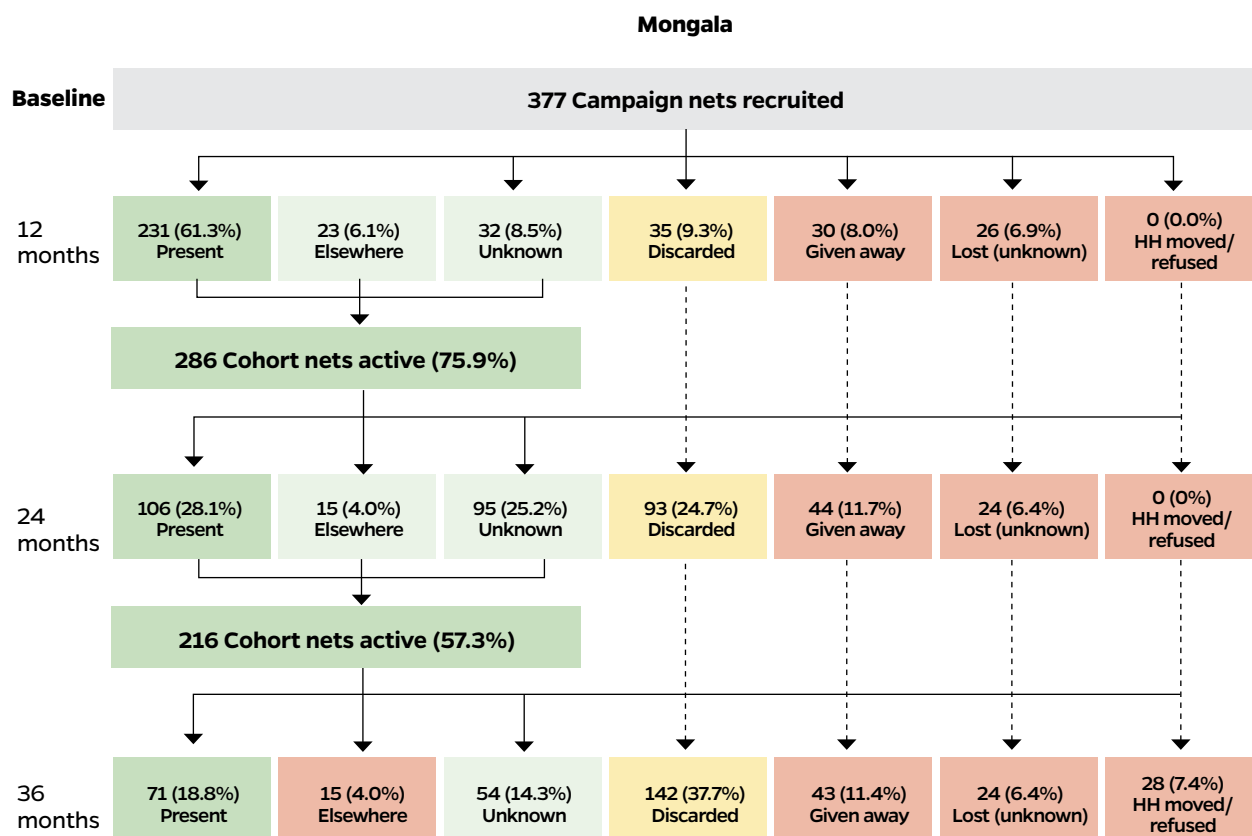 Mongala
Baseline
377 Campaign nets recruited
12
months
231 (61.3%)
Present
23 (6.1%)
Elsewhere
32 (8.5%)
Unknown
35 (9.3%)
Discarded
30 (8.0%)
Given away
26 (6.9%)
Lost (unknown)
0 (0.0%)
HH moved/
refused
286 Cohort nets active (75.9%)
24
months
106 (28.1%)
Present
15 (4.0%)
Elsewhere
95 (25.2%)
Unknown
93 (24.7%)
Discarded
44 (11.7%)
Given away
24 (6.4%)
Lost (unknown)
0 (0%)
HH moved/
refused
216 Cohort nets active (57.3%)
36
months
71 (18.8%)
Present
15 (4.0%)
Elsewhere
54 (14.3%)
Unknown
142 (37.7%)
Discarded
43 (11.4%)
Given away
24 (6.4%)
Lost (unknown)
28 (7.4%)
HH moved/
refused